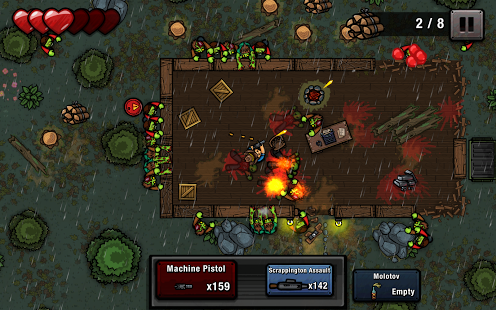 2 / 8
Machine Pistol
x159
Scrappington Assault
x142
Molotov
Empty